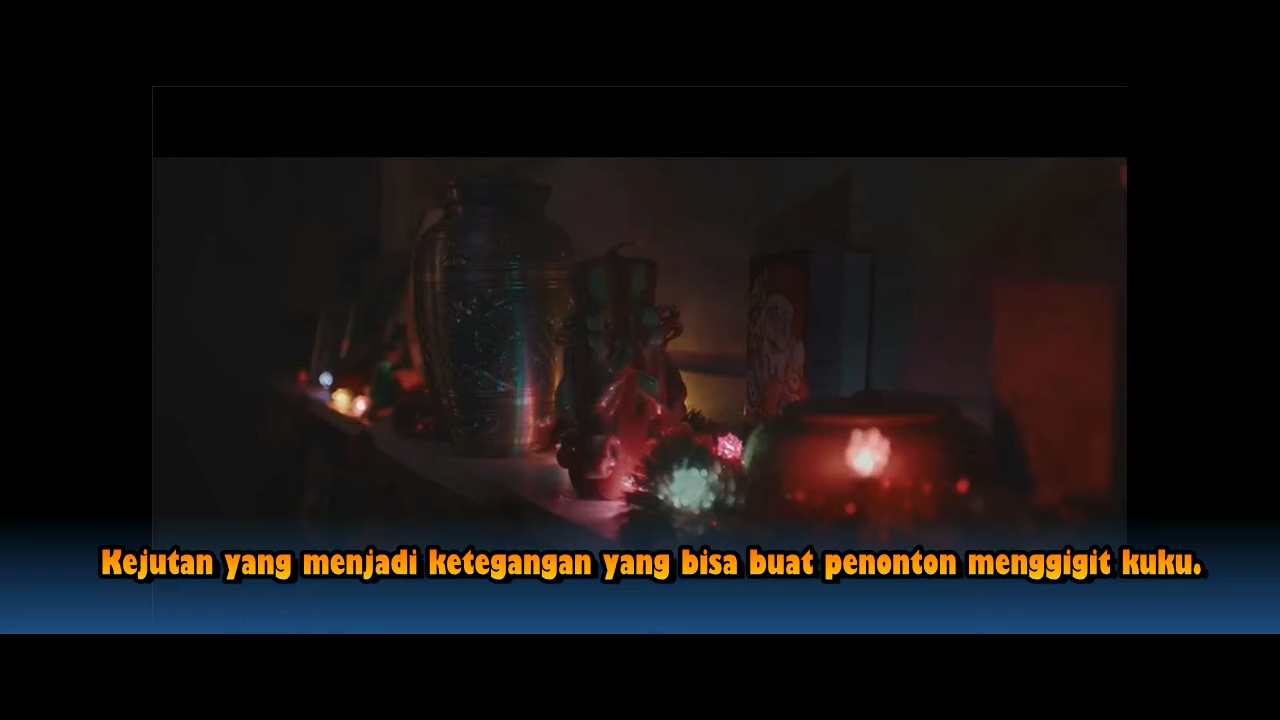 Kejutan yang menjadi ketegangan yang bisa buat penonton menggigit kuku.